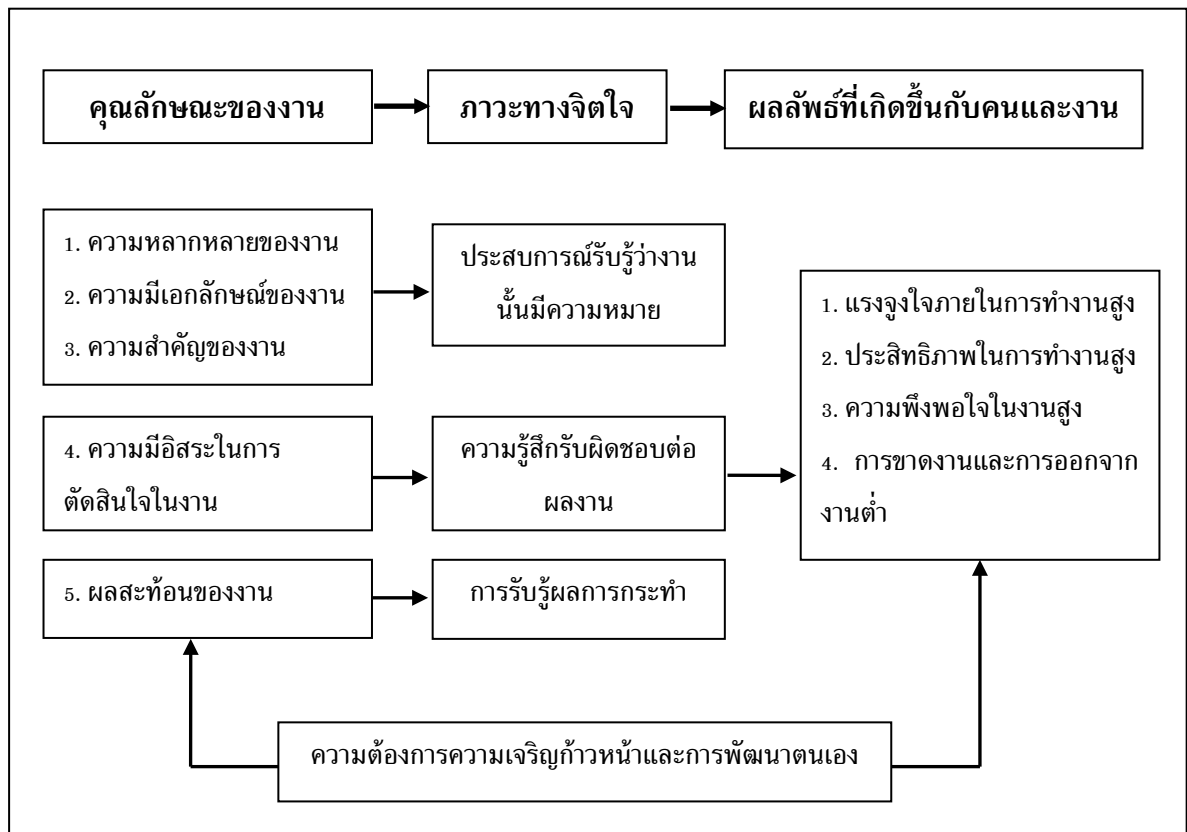 คุณลักษณะของงาน
ภาวะทางจิตใจ
ผลลัพธ์ที่เกิดขึ้นกับคนและงาน
1. ความหลากหลายของงาน
2. ความมีเอกลักษณ์ของงาน
3. ความสำคัญของงาน
ประสบการณ์รับรู้ว่างาน
นั้นมีความหมาย
4. ความมีอิสระในการ
ตัดสินใจในงาน
ความรู้สึกรับผิดชอบต่อ
ผลงาน
5. ผลสะท้อนของงาน
การรับรู้ผลการกระทำ
1. แรงจูงใจภายในการทำงานสูง
2. ประสิทธิภาพในการทำงานสูง
3. ความพึงพอใจในงานสูง
4. การขาดงานและการออกจาก
งานต่ำ
ความต้องการความเจริญก้าวหน้าและการพัฒนาตนเอง